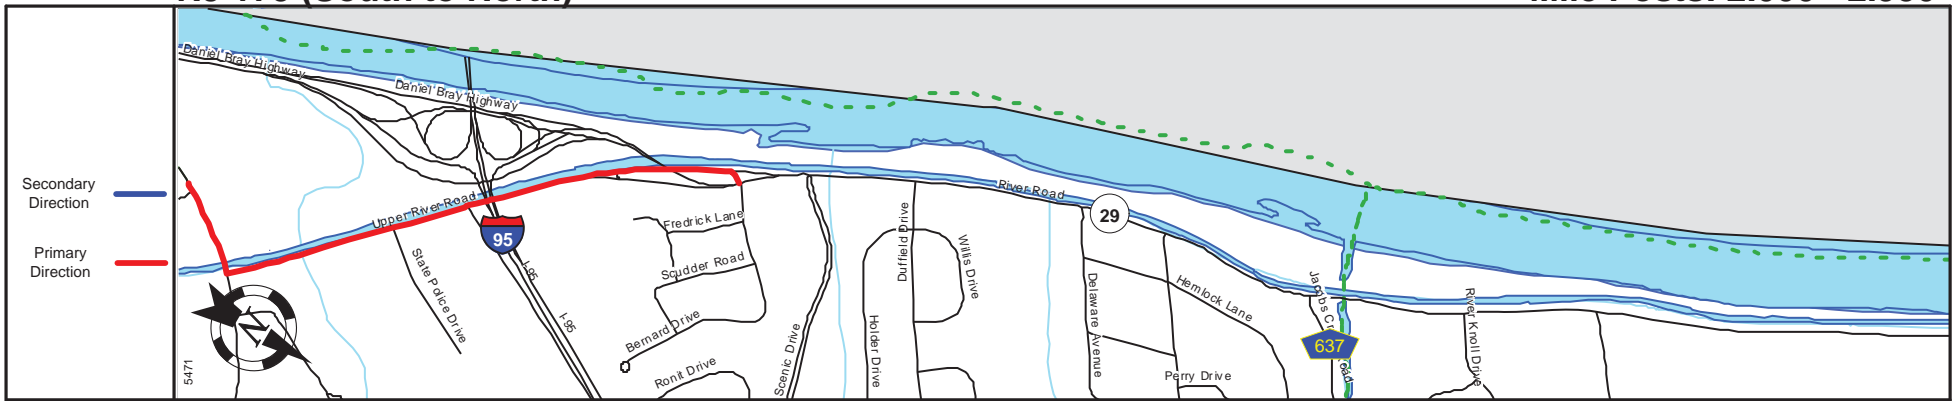 Secondary
Direction
Primary
Direction
Daniel Bray Highway
Daniel Bray Highway
Upper River Road
State Police Drive
95
I-95
I-95
Fredrick Lane
Scudder Road
Bernard Drive
Ronit Drive
Scenic Drive
Holder Drive
Duffield Drive
Willis Drive
River Road
29
Delaware Avenue
Hemlock Lane
Perry Drive
637
River Knoll Drive
N
5471